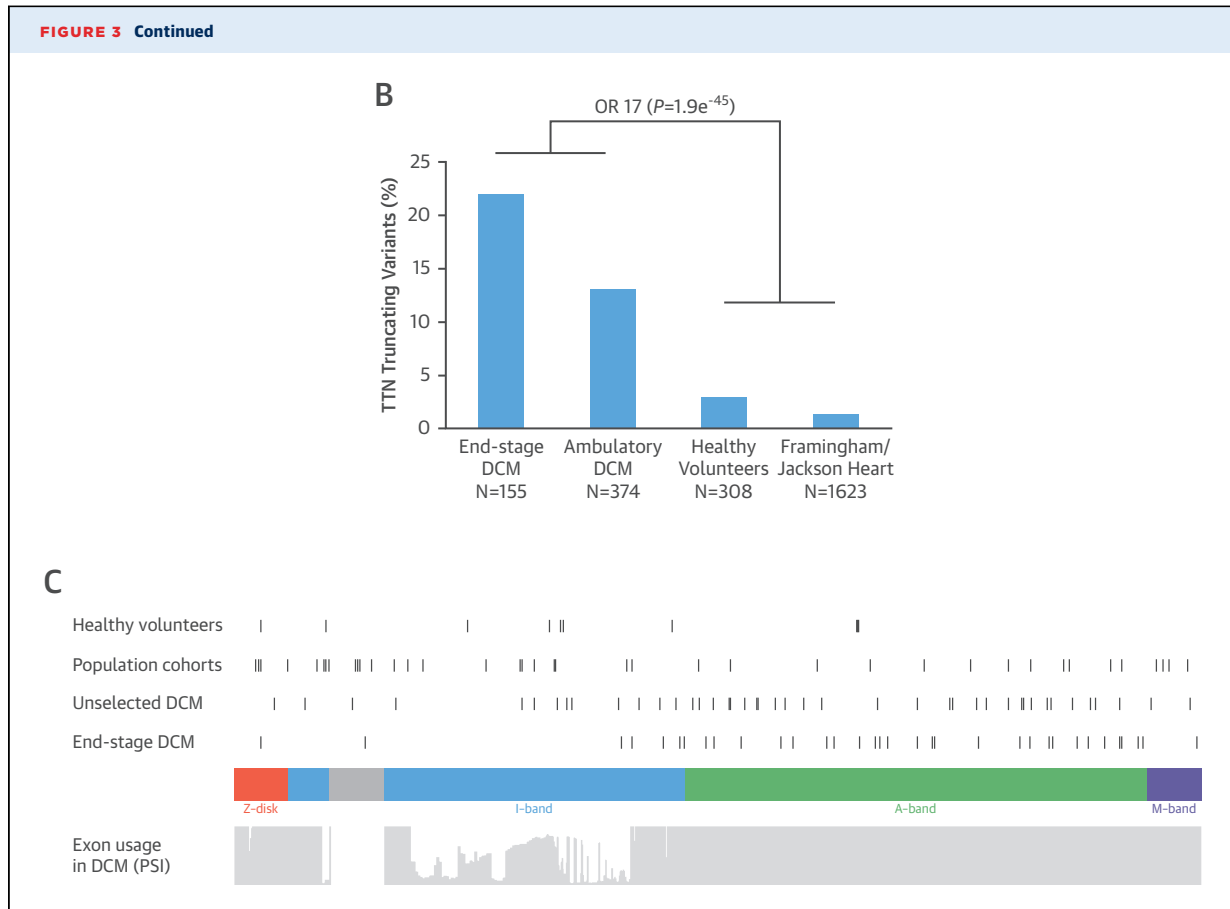 FIGURE 3 Continued
B
OR 17 (P=1.9e-45)
TTN Truncating Variants (%)
25
20
15
10
5
0
End-stage
DCM
N=155
Ambulatory
DCM
N=374
Healthy
Volunteers
N=308
Framingham/
Jackson Heart
N=1623
C
Healthy volunteers
Population cohorts
Unselected DCM
End-stage DCM
Z-disk
I-band
A-band
M-band
Exon usage
in DCM (PSI)